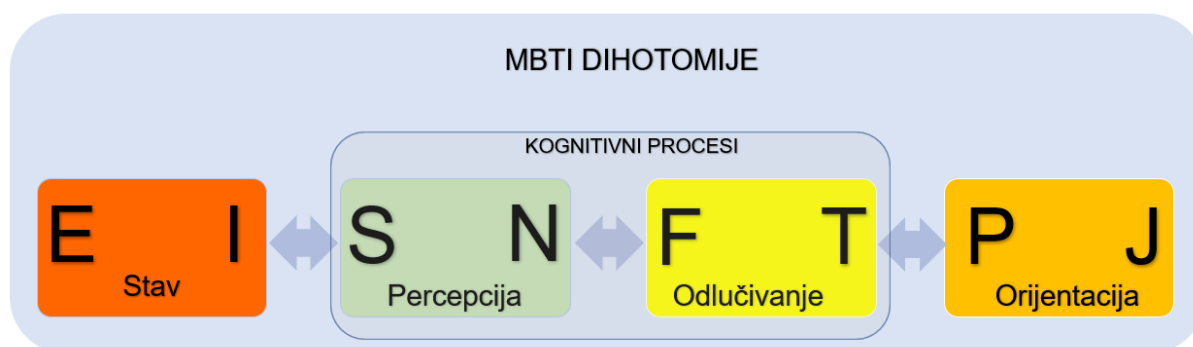 MBTI DIHOTOMIJE
KOGNITIVNI PROCESI
E I
Stav
S N
Percepcija
F T
Odlučivanje
P J
Orijentacija